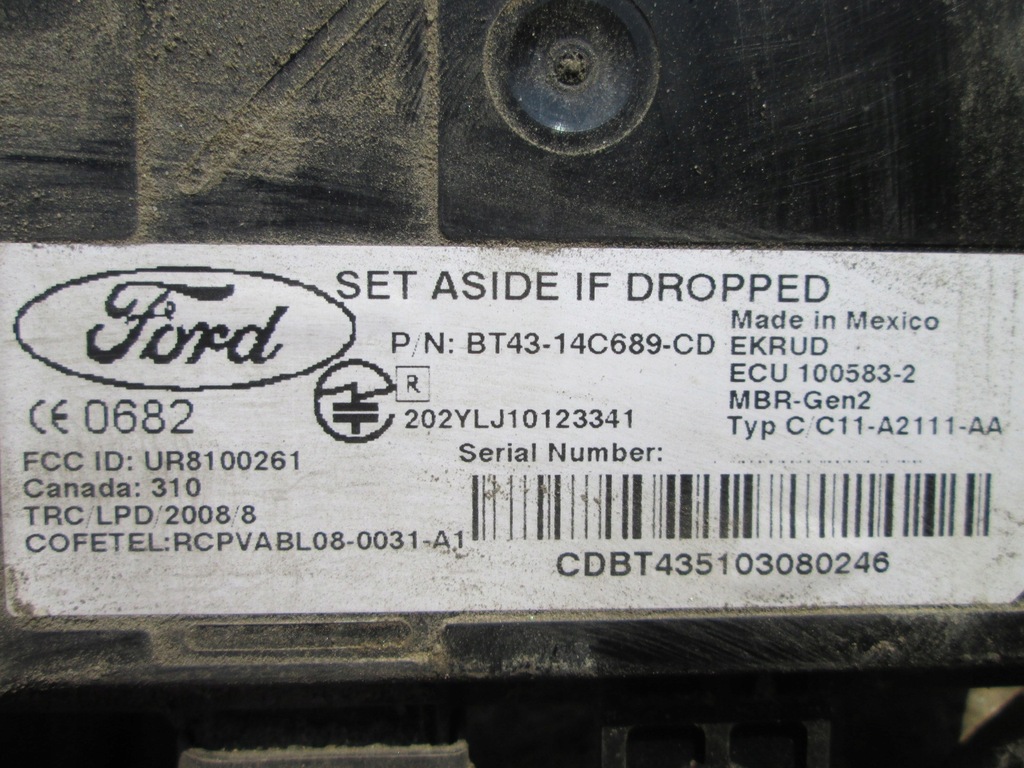 Ford
SET ASIDE IF DROPPED
P/N: BT43-14C689-CD
Made in Mexico
EKRUD
ECU 100583-2
MBR-Gen2
Typ C/C11-A2111-AA
CE 0682
R
202YLJ10123341
Serial Number:
FCC ID: UR8100261
Canada: 310
TRC/LPD/2008/8
COFETEL:RCPVABL08-0031-A1
CDBT435103080246